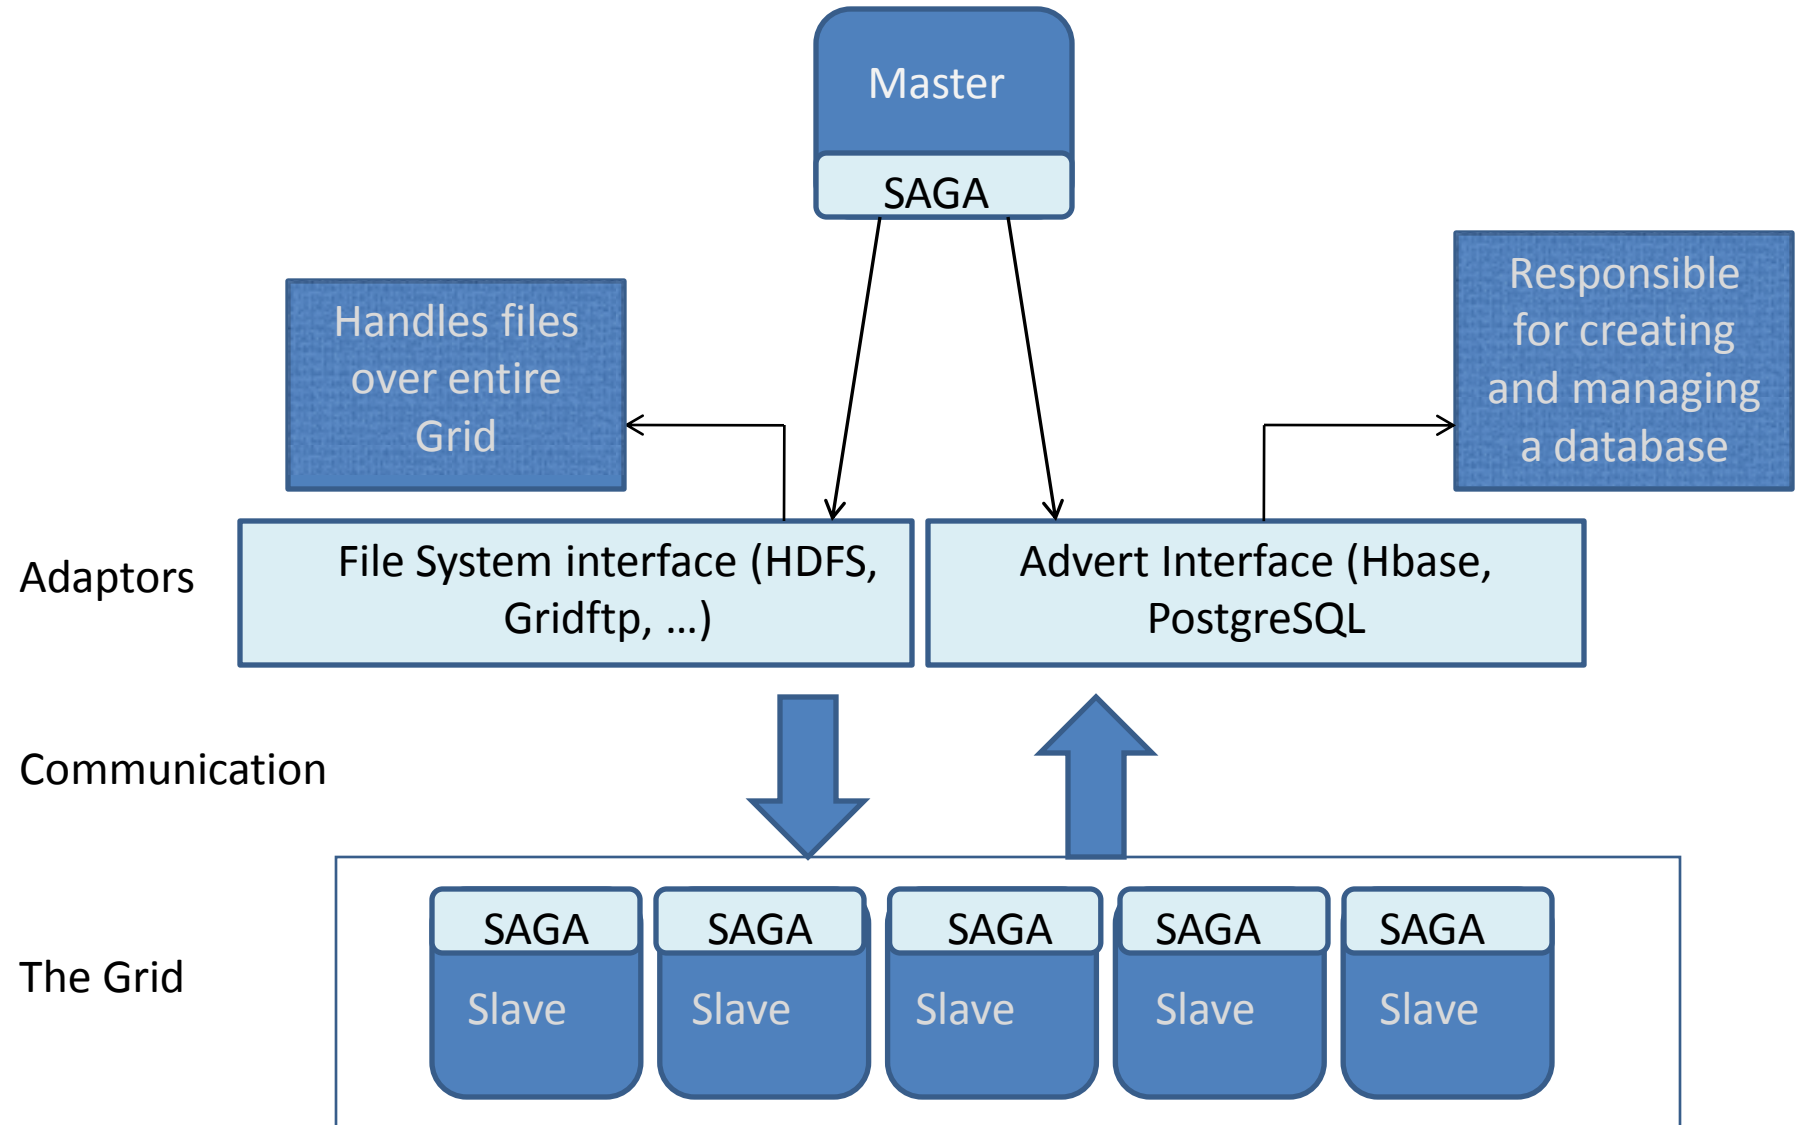 Master
SAGA
Handles files
over entire
Grid
Responsible
for creating
and managing
a database
Adaptors
File System interface (HDFS,
Gridftp, ...)
Advert Interface (Hbase,
PostgreSQL
Communication
The Grid
SAGA
Slave
SAGA
Slave
SAGA
Slave
SAGA
Slave
SAGA
Slave